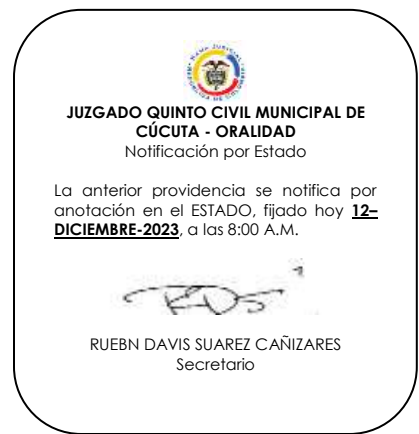 JUZGADO QUINTO CIVIL MUNICIPAL DE
CÚCUTA - ORALIDAD
Notificación por Estado
La anterior providencia se notifica por
anotación en el ESTADO, fijado hoy 12–
DICIEMBRE-2023, a las 8:00 A.M.
RUEBN DAVIS SUAREZ CAÑIZARES
Secretario